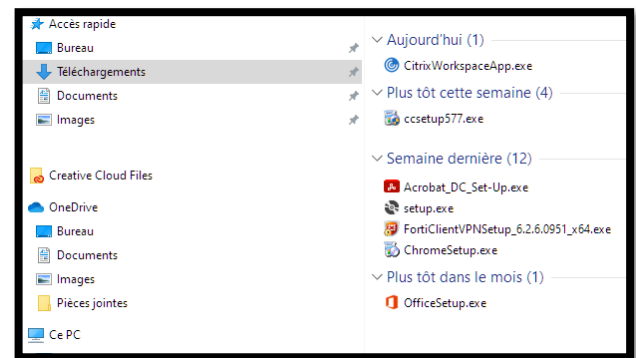 Accès rapide
Bureau
Téléchargements
Documents
Images
Creative Cloud Files
OneDrive
Bureau
Documents
Images
Pièces jointes
Ce PC
Aujourd'hui (1)
CitrixWorkspaceApp.exe
Plus tôt cette semaine (4)
ccsetup577.exe
Semaine dernière (12)
Acrobat_DC_Set-Up.exe
setup.exe
FortiClientVPNSetup_6.2.6.0951_x64.exe
ChromeSetup.exe
Plus tôt dans le mois (1)
OfficeSetup.exe